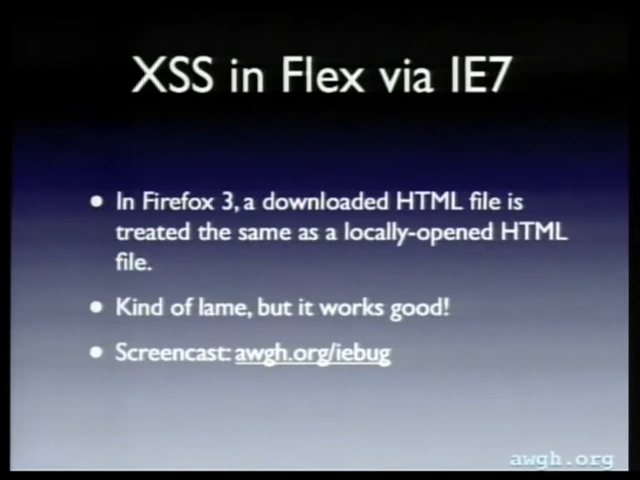 XSS in Flex via IE7
• In Firefox 3, a downloaded HTML file is
treated the same as a locally-opened HTML
file.
• Kind of lame, but it works good!
• Screencast: awgh.org/iebug
awgh.org